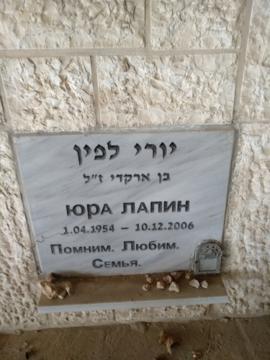 יורי לפין
בן ארקדי ז"ל
ЮРА ЛАПИН
1.04.1954 – 10.12.2006
Помним. Любим.
Семья.